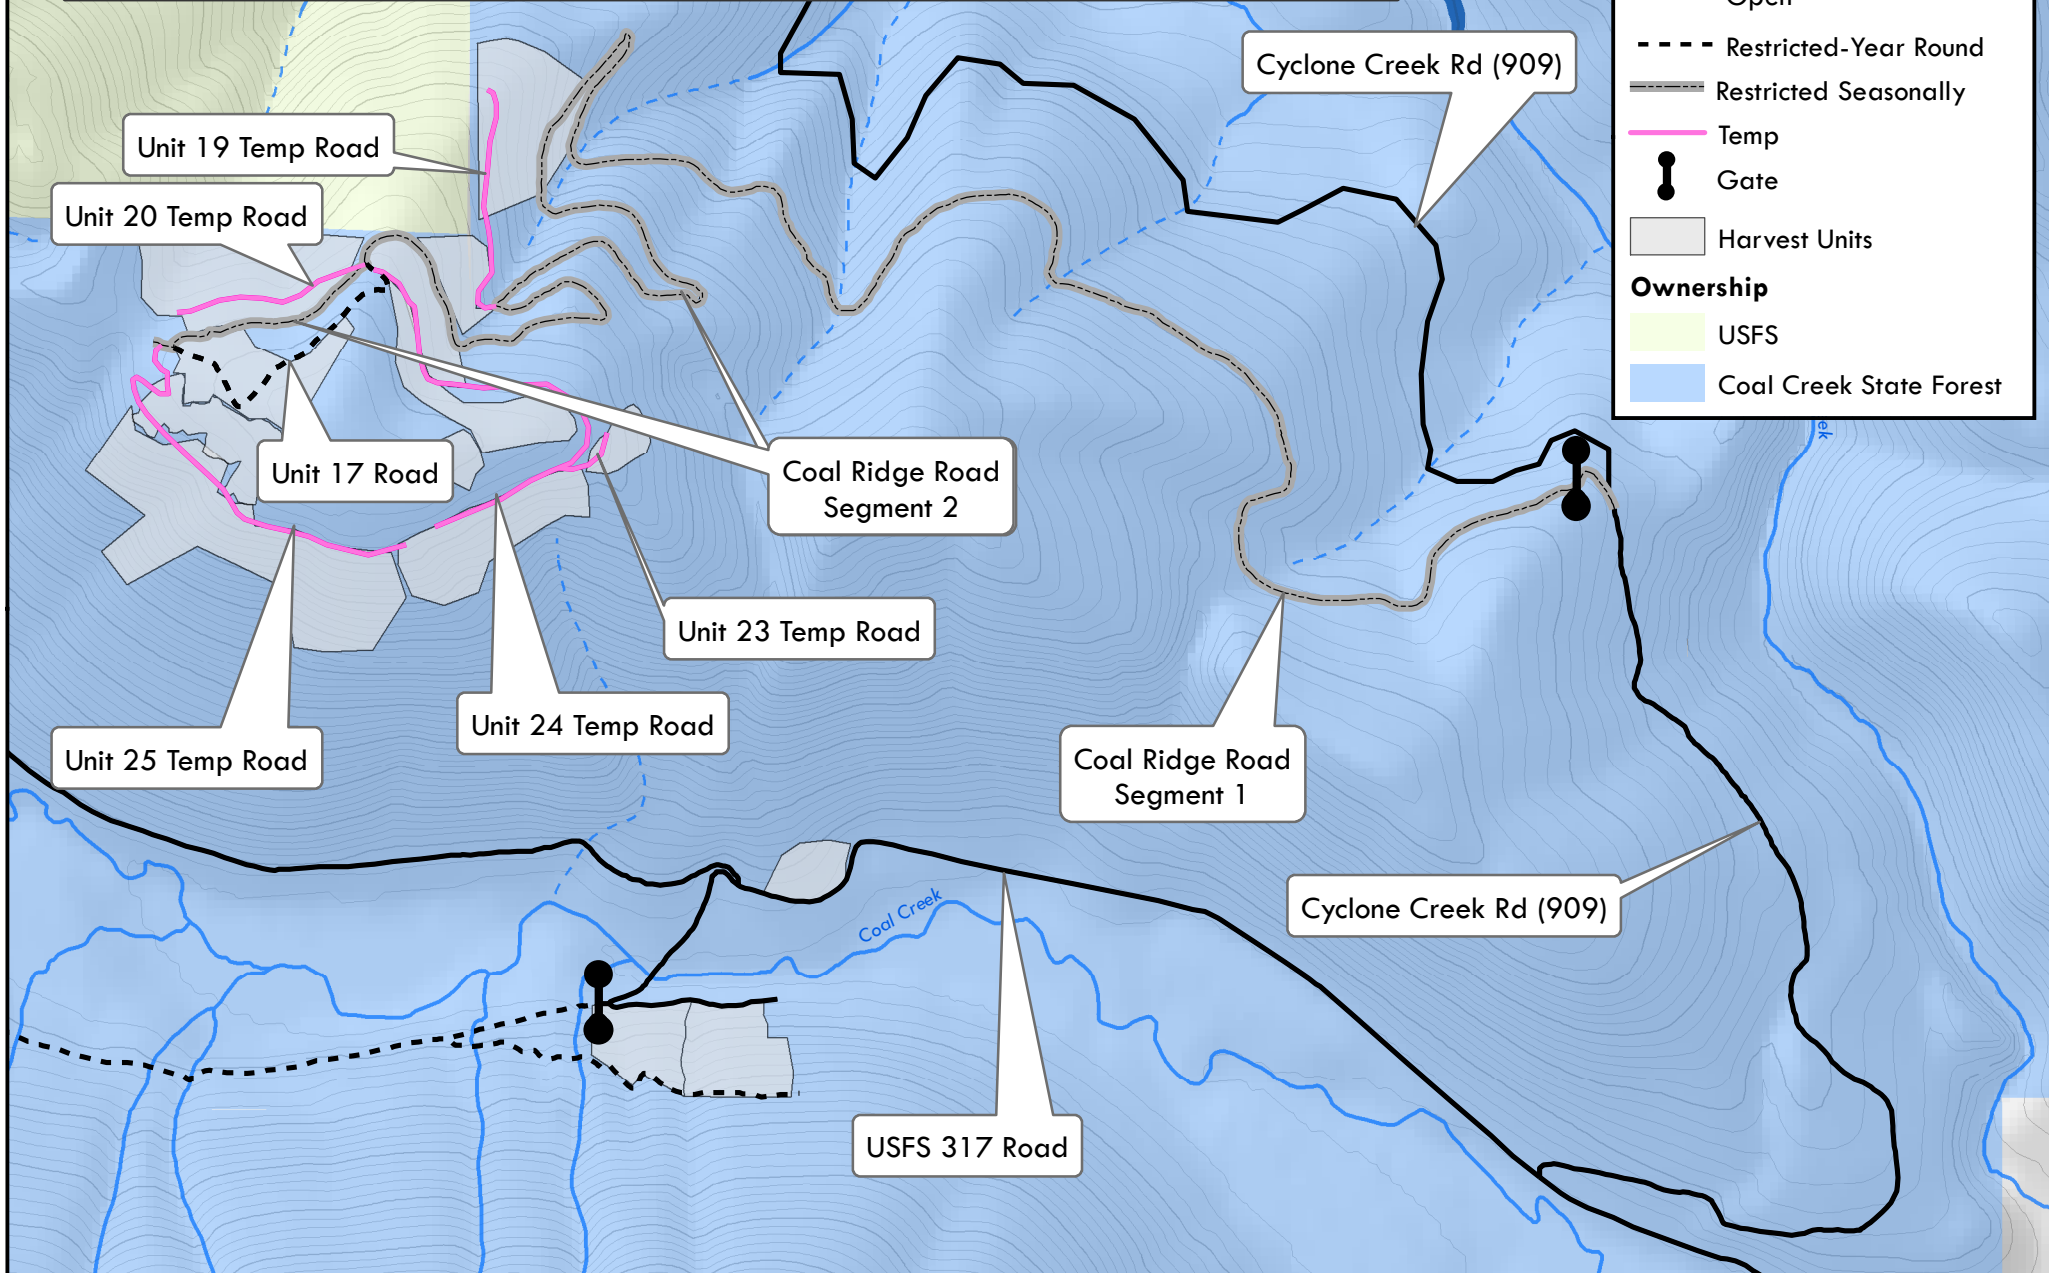 Open
Restricted-Year Round
Restricted Seasonally
Temp
Gate
Harvest Units
Ownership
USFS
Coal Creek State Forest
Cyclone Creek Rd (909)
Unit 19 Temp Road
Unit 20 Temp Road
Unit 17 Road
Coal Ridge Road
Segment 2
Unit 23 Temp Road
Unit 24 Temp Road
Unit 25 Temp Road
Coal Ridge Road
Segment 1
Cyclone Creek Rd (909)
Coal Creek
USFS 317 Road
ek